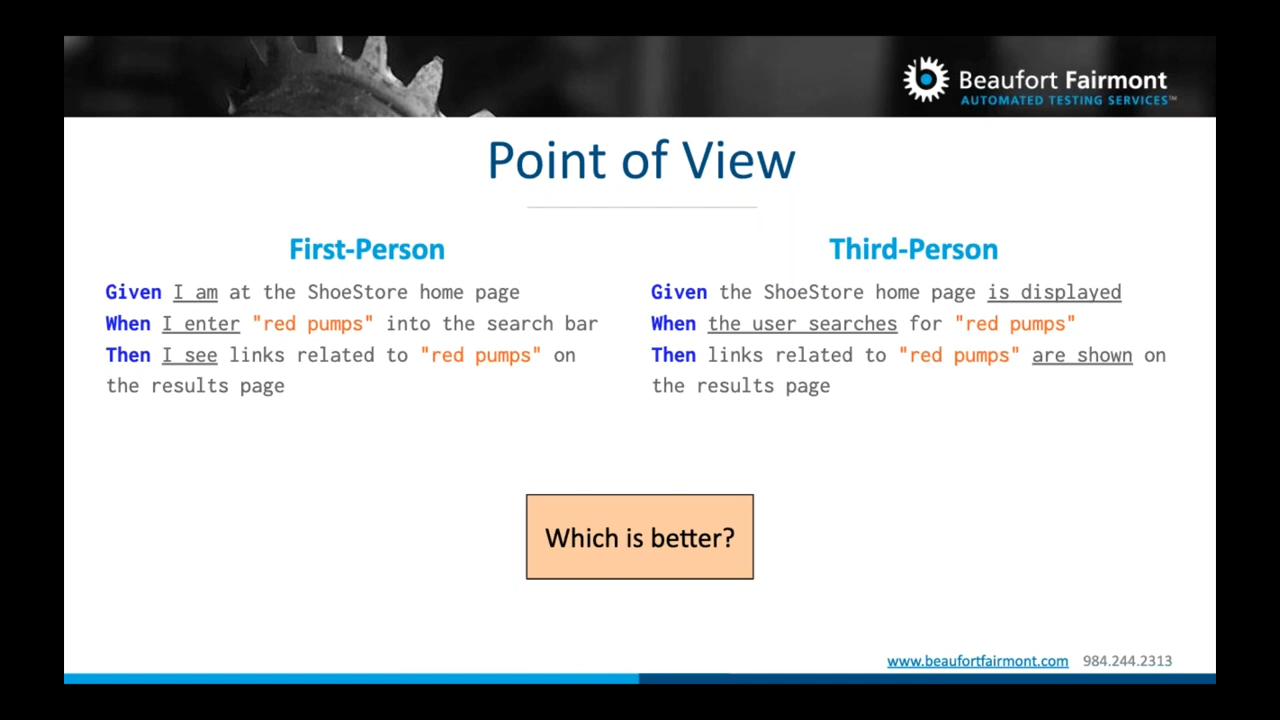 Beaufort Fairmont
AUTOMATED TESTING SERVICES™
Point of View
First-Person
Given I am at the ShoeStore home page
When I enter "red pumps" into the search bar
Then I see links related to "red pumps" on
the results page
Third-Person
Given the ShoeStore home page is displayed
When the user searches for "red pumps"
Then links related to "red pumps" are shown on
the results page
Which is better?
www.beaufortfairmont.com 984.244.2313